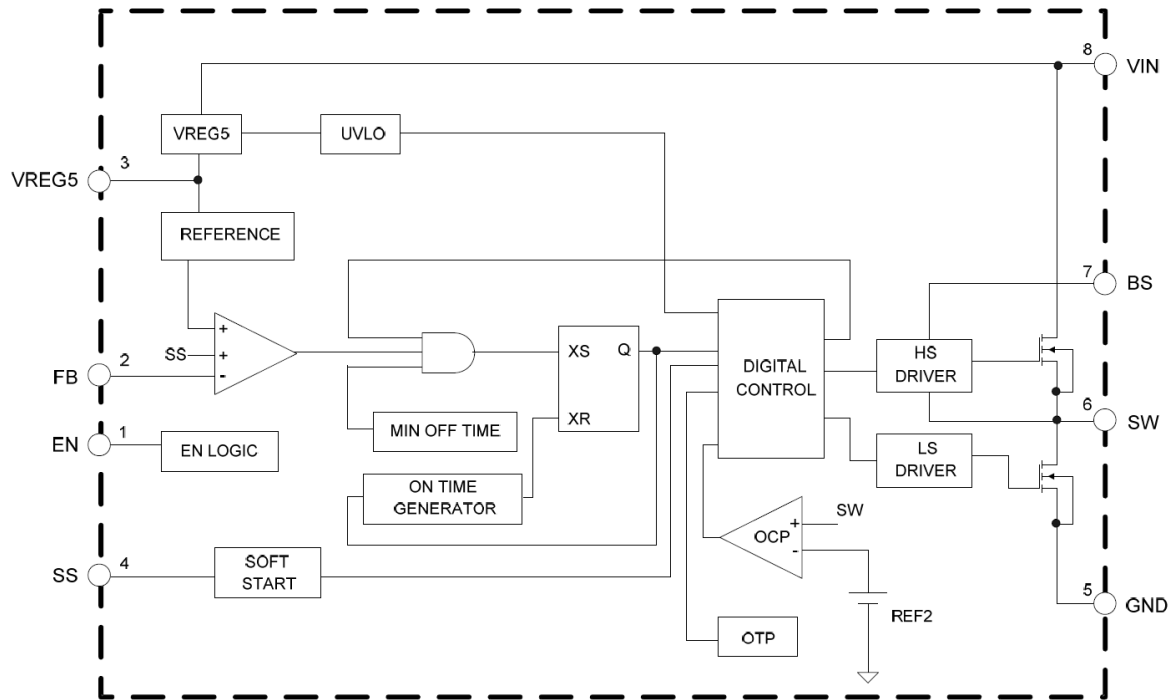 8
VIN
VREG5
UVLO
3
VREG5
REFERENCE
7
BS
+
SS
+
-
2
FB
XS
Q
XR
DIGITAL
CONTROL
HS
DRIVER
6
SW
MIN OFF TIME
1
EN
EN LOGIC
LS
DRIVER
ON TIME
GENERATOR
OCP
+
-
SW
4
SS
SOFT
START
5
GND
REF2
OTP